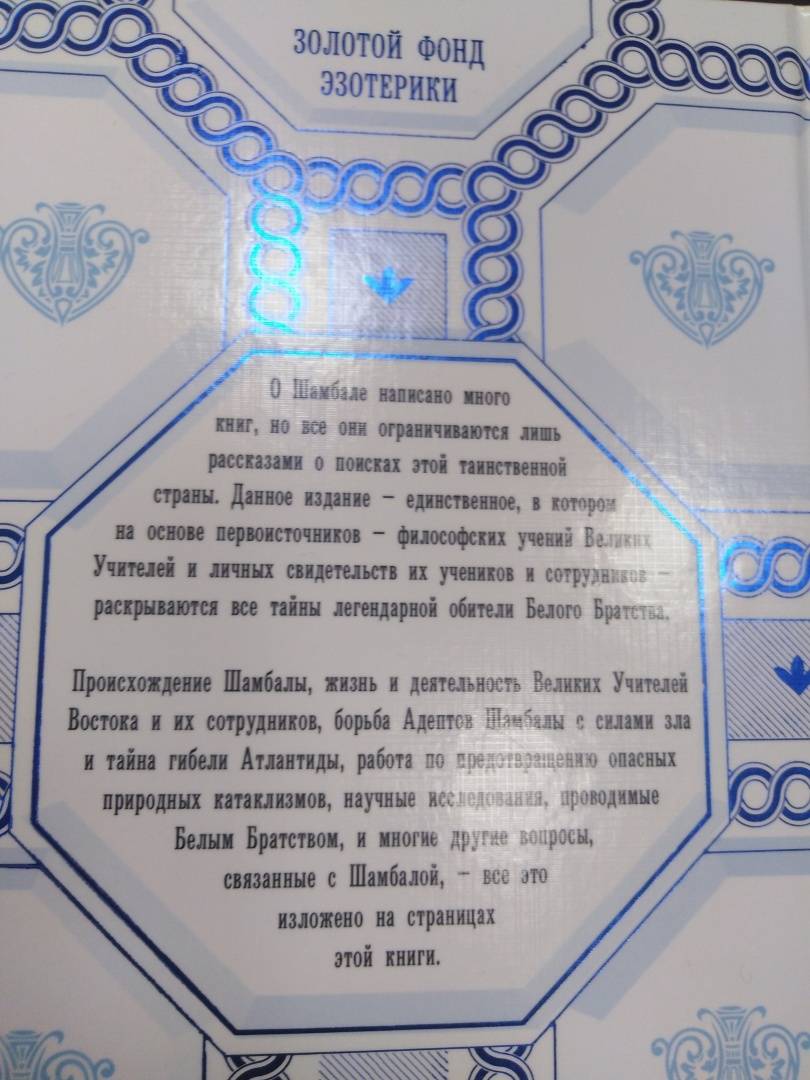 ЗОЛОТОЙ ФОНД
ЭЗОТЕРИКИ
О Шамбале написано много
книг, но все они ограничиваются лишь
рассказами о поисках этой таинственной
страны. Данное издание – единственное, в котором
на основе первоисточников – философских учений Великих
Учителей и личных свидетельств их учеников и сотрудников –
раскрываются все тайны легендарной обители Белого Братства.
Происхождение Шамбалы, жизнь и деятельность Великих Учителей
Востока и их сотрудников, борьба Адептов Шамбалы с силами зла
и тайна гибели Атлантиды, работа по предотвращению опасных
природных катаклизмов, научные исследования, проводимые
Белым Братством, и многие другие вопросы,
связанные с Шамбалой, – все это
изложено на страницах
этой книги.